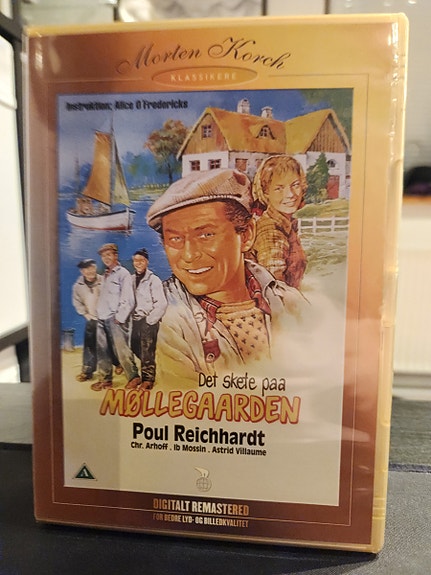 Morten Korch
KLASSIKERE
Instruktion: Alice O Fredericks
Det skete paa
MØLLEGAARDEN
Poul Reichhardt
Chr. Arhoff . Ib Mossin . Astrid Villaume
A
DIGITALT REMASTERED
FOR BEDRE LYD- OG BILLEDKVALITET